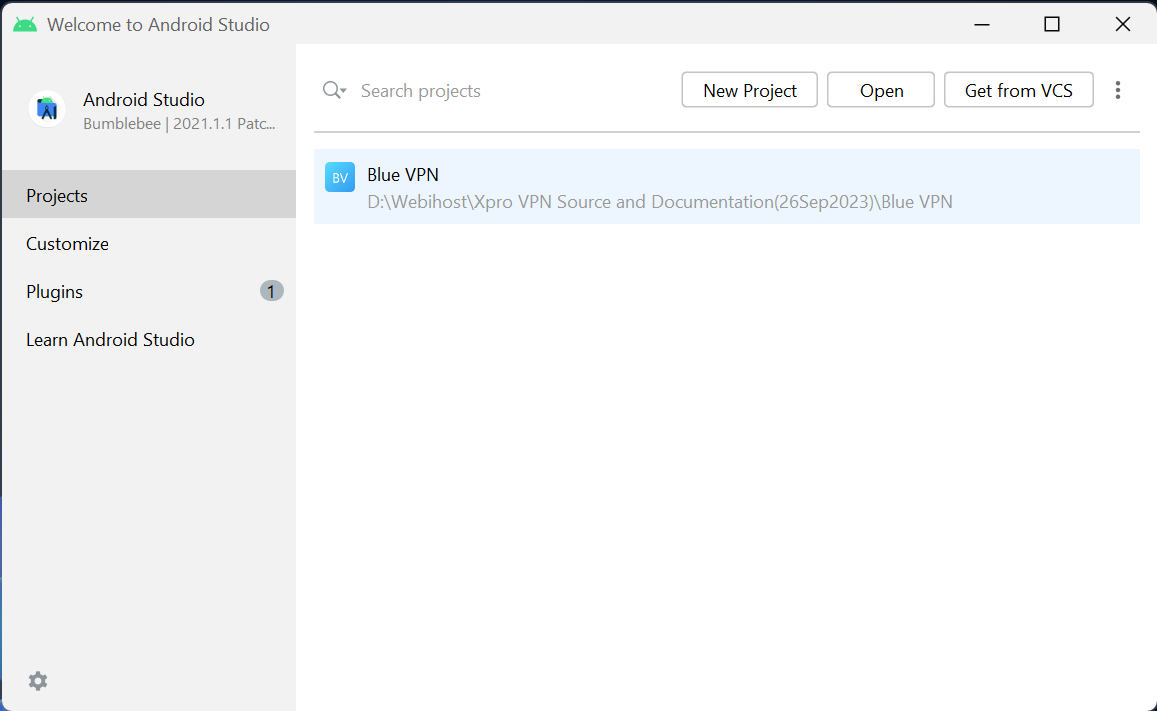 Welcome to Android Studio
Android Studio
Bumblebee | 2021.1.1 Patc...
Projects
Customize
Plugins
1
Learn Android Studio
Search projects
New Project
Open
Get from VCS
BV
Blue VPN
D:\Webihost\Xpro VPN Source and Documentation(26Sep2023)\Blue VPN